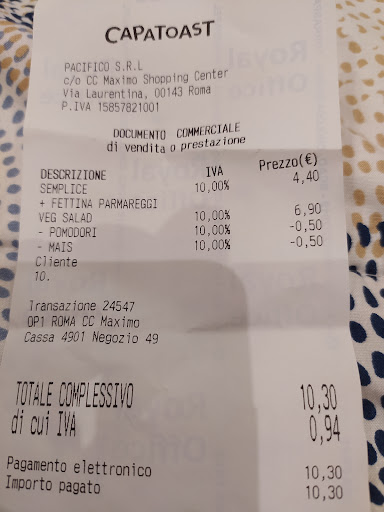 CAPATOAST
PACIFICO S.R.L
c/o CC Maximo Shopping Center
Via Laurentina, 00143 Roma
P.IVA 15857821001
DOCUMENTO COMMERCIALE
di vendita o prestazione
DESCRIZIONE IVA Prezzo(€)
SEMPLICE 10,00% 4,40
+ FETTINA PARMAREGGI
VEG SALAD 10,00% 6,90
- POMODORI 10,00% -0,50
- MAIS 10,00% -0,50
Cliente
10.
Transazione 24547
OP1 ROMA CC Maximo
Cassa 4901 Negozio 49
TOTALE COMPLESSIVO 10,30
di cui IVA 0,94
Pagamento elettronico 10,30
Importo pagato 10,30
Royal
Office